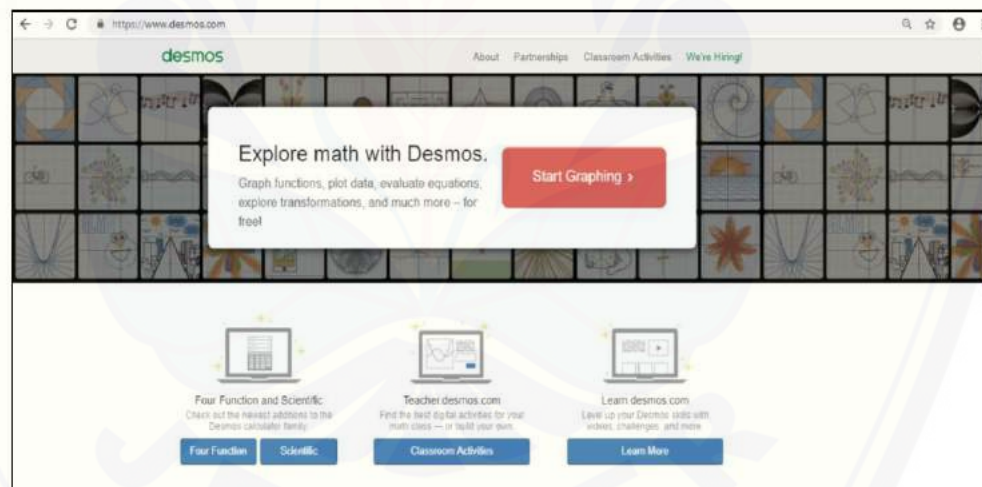 https://www.desmos.com
desmos
About Partnerships Classroom Activities We're Hiring!
Explore math with Desmos.
Graph functions, plot data, evaluate equations,
explore transformations, and much more – for
free!
Start Graphing ›
Four Function and Scientific
Check out the newest additions to the
Desmos calculator family.
Four Function Scientific
Teacher.desmos.com
Find the best digital activities for your
math class — or build your own.
Classroom Activities
Learn.desmos.com
Level up your Desmos skills with
videos, challenges, and more.
Learn More